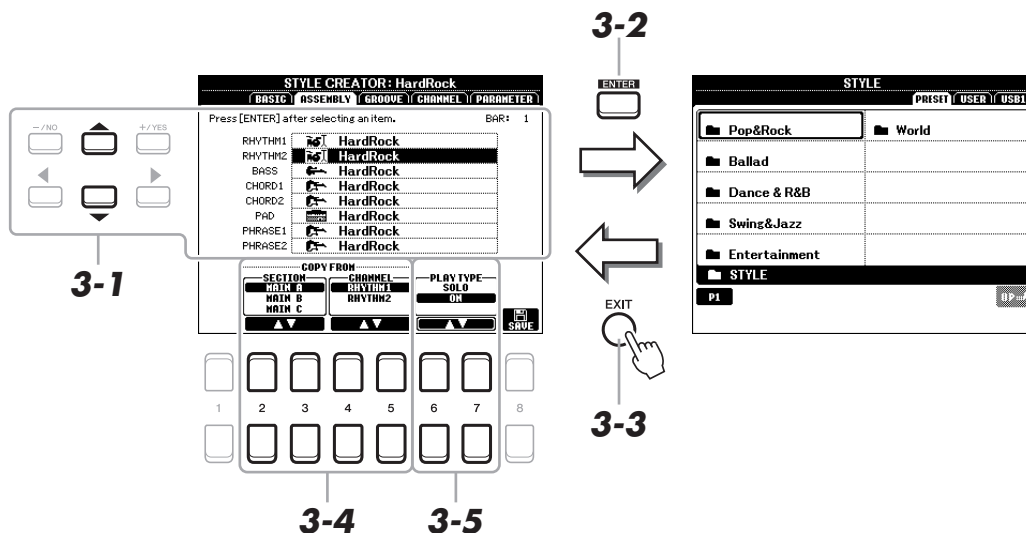 3-2
STYLE CREATOR: HardRock
BASIC ASSEMBLY GROOVE CHANNEL PARAMETER
Press [ENTER] after selecting an item. BAR: 1
RHYTHM1 HardRock
RHYTHM2 HardRock
BASS HardRock
CHORD1 HardRock
CHORD2 HardRock
PAD HardRock
PHRASE1 HardRock
PHRASE2 HardRock
COPY FROM
SECTION CHANNEL PLAY TYPE
MAIN A RHYTHM1 SOLO
MAIN B RHYTHM2 ON
MAIN C
SAVE
–/NO +/YES
3-1
ENTER
EXIT
3-3
STYLE
PRESET USER USB1
Pop&Rock World
Ballad
Dance & R&B
Swing&Jazz
Entertainment
STYLE
P1
1 2 3 4 5 6 7 8
3-4 3-5